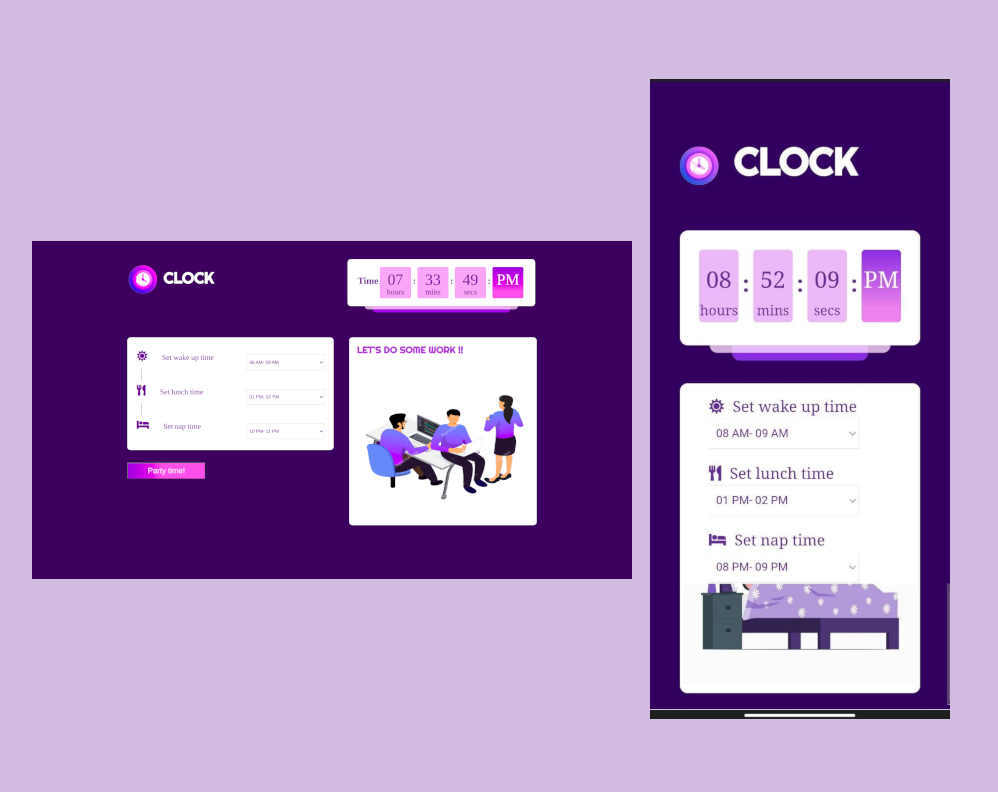 CLOCK
Time 07 : 33 : 49 : PM
hours mins secs
Set wake up time
08 AM- 09 AM
Set lunch time
01 PM- 02 PM
Set nap time
10 PM- 11 PM
Party time!
LET'S DO SOME WORK !!
CLOCK
08 : 52 : 09 : PM
hours mins secs
Set wake up time
08 AM- 09 AM
Set lunch time
01 PM- 02 PM
Set nap time
08 PM- 09 PM